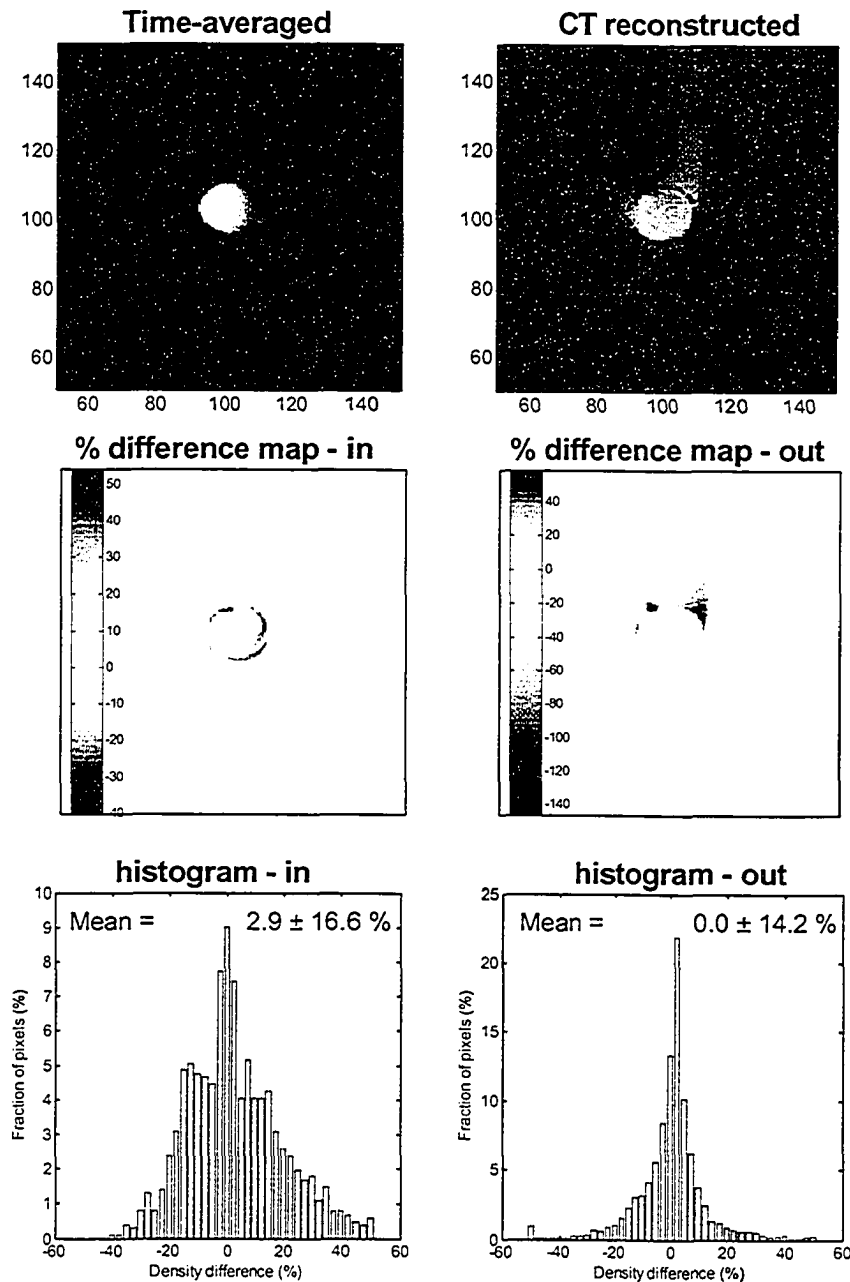 Time-averaged
CT reconstructed
140
120
100
80
60
60 80 100 120 140
140
120
100
80
60
60 80 100 120 140
% difference map - in
% difference map - out
50
40
30
20
10
0
-10
-20
-30
-40
40
20
0
-20
-40
-60
-80
-100
-120
-140
histogram - in
histogram - out
Mean = 2.9 ± 16.6 %
10
9
8
7
6
5
4
3
2
1
0
Fraction of pixels (%)
-60 -40 -20 0 20 40 60
Density difference (%)
Mean = 0.0 ± 14.2 %
25
20
15
10
5
0
Fraction of pixels (%)
-60 -40 -20 0 20 40 60
Density difference (%)